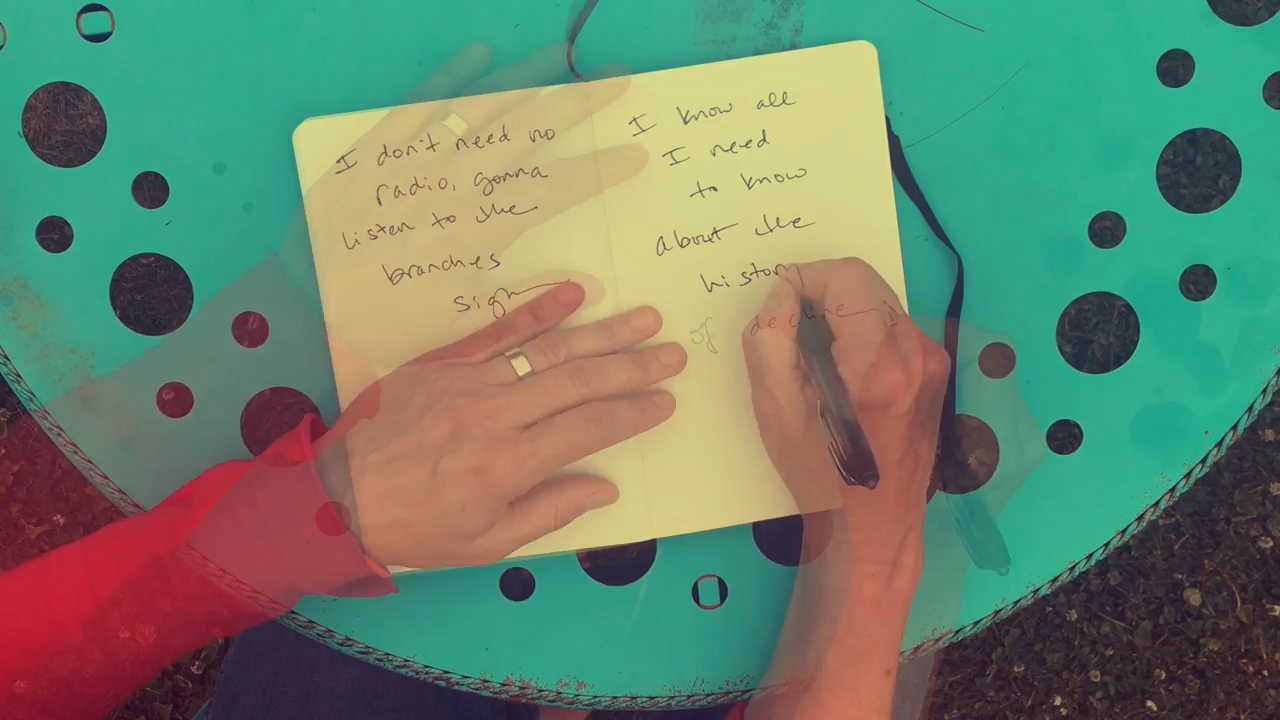 I don't need no
radio, gonna
listen to the
branches
sigh
I know all
I need
to know
about the
history
of decline